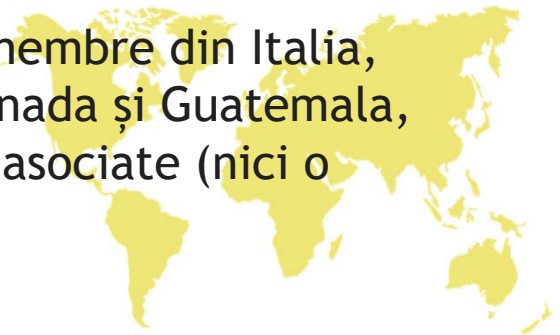 membre din Italia,
nada și Guatemala,
asociate (nici o